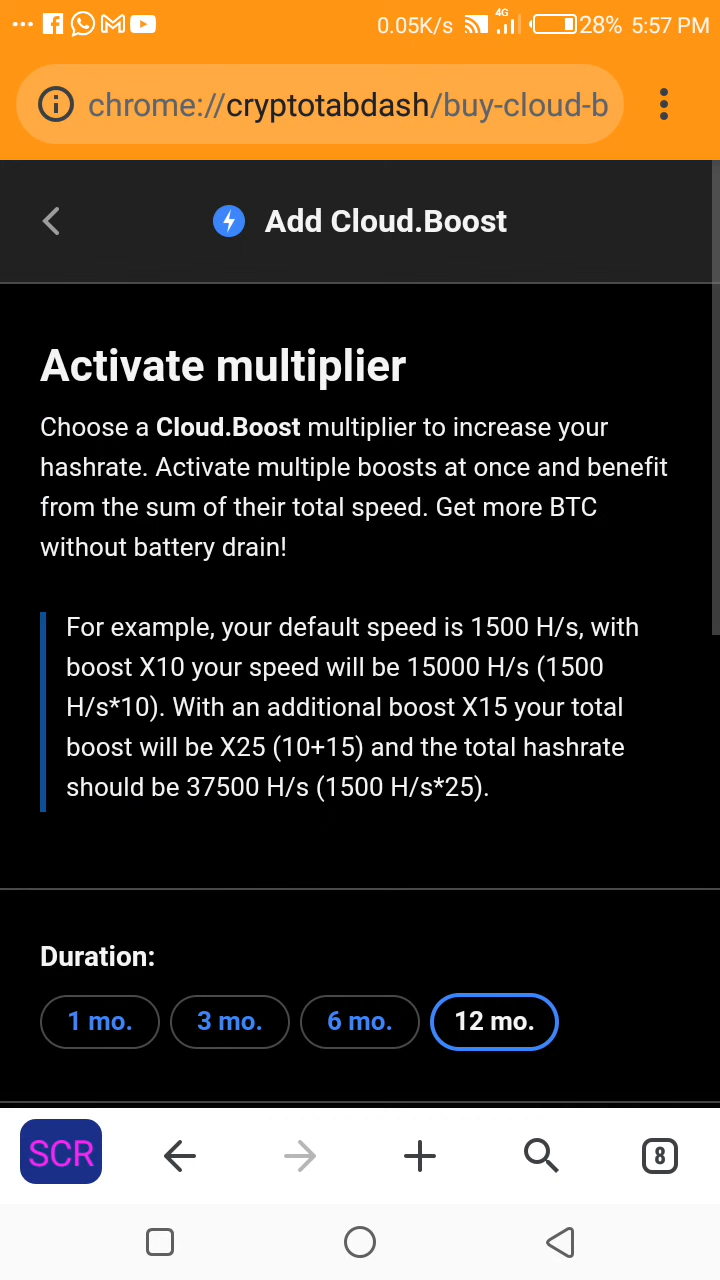 0.05K/s 4G 28% 5:57 PM
chrome://cryptotabdash/buy-cloud-b
Add Cloud.Boost
Activate multiplier
Choose a Cloud.Boost multiplier to increase your
hashrate. Activate multiple boosts at once and benefit
from the sum of their total speed. Get more BTC
without battery drain!
For example, your default speed is 1500 H/s, with
boost X10 your speed will be 15000 H/s (1500
H/s*10). With an additional boost X15 your total
boost will be X25 (10+15) and the total hashrate
should be 37500 H/s (1500 H/s*25).
Duration:
1 mo. 3 mo. 6 mo. 12 mo.
SCR 8